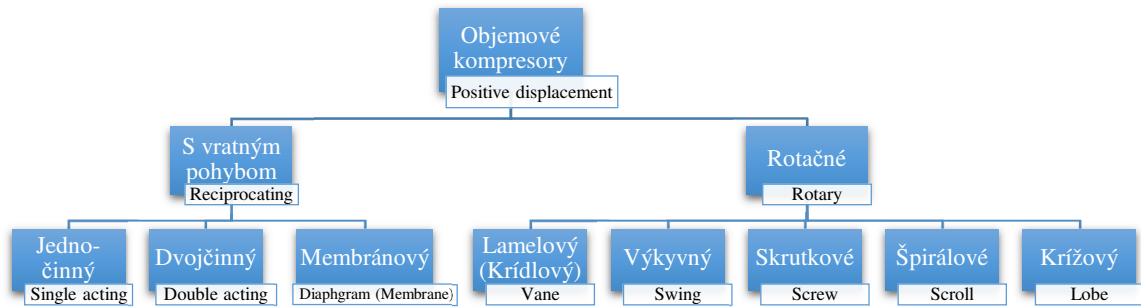 Objemové
kompresory
Positive displacement
S vratným
pohybom
Reciprocating
Rotačné
Rotary
Jedno-
činný
Single acting
Dvojčinný
Double acting
Membránový
Diaphgram (Membrane)
Lamelový
(Krídlový)
Vane
Výkyvný
Swing
Skrutkové
Screw
Špirálové
Scroll
Krížový
Lobe